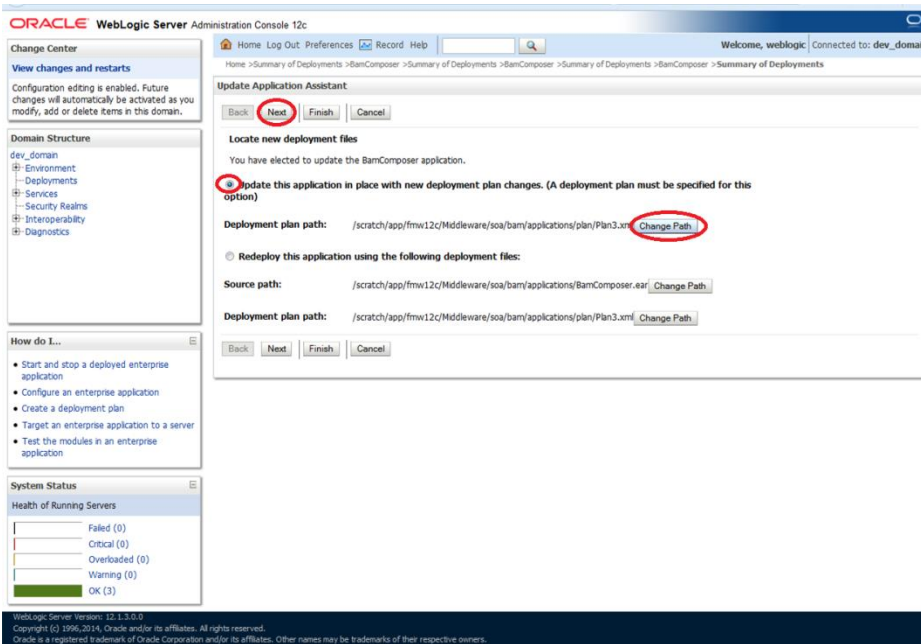 ORACLE WebLogic Server Administration Console 12c
Change Center
View changes and restarts
Configuration editing is enabled. Future
changes will automatically be activated as you
modify, add or delete items in this domain.
Domain Structure
dev_domain
Environment
Deployments
Services
Security Realms
Interoperability
Diagnostics
How do I...
Start and stop a deployed enterprise
application
Configure an enterprise application
Create a deployment plan
Target an enterprise application to a server
Test the modules in an enterprise
application
System Status
Health of Running Servers
Failed (0)
Critical (0)
Overloaded (0)
Warning (0)
OK (3)
Home Log Out Preferences Record Help
Welcome, weblogic Connected to: dev_domai
Home >Summary of Deployments >BamComposer >Summary of Deployments >BamComposer >Summary of Deployments >BamComposer >Summary of Deployments
Update Application Assistant
Back Next Finish Cancel
Locate new deployment files
You have elected to update the BamComposer application.
Update this application in place with new deployment plan changes. (A deployment plan must be specified for this
option)
Deployment plan path: /scratch/app/fmw12c/Middleware/soa/bam/applications/plan/Plan3.xml Change Path
Redeploy this application using the following deployment files:
Source path: /scratch/app/fmw12c/Middleware/soa/bam/applications/BamComposer.ear Change Path
Deployment plan path: /scratch/app/fmw12c/Middleware/soa/bam/applications/plan/Plan3.xml Change Path
Back Next Finish Cancel
WebLogic Server Version: 12.1.3.0.0
Copyright (c) 1996,2014, Oracle and/or its affiliates. All rights reserved.
Oracle is a registered trademark of Oracle Corporation and/or its affiliates. Other names may be trademarks of their respective owners.